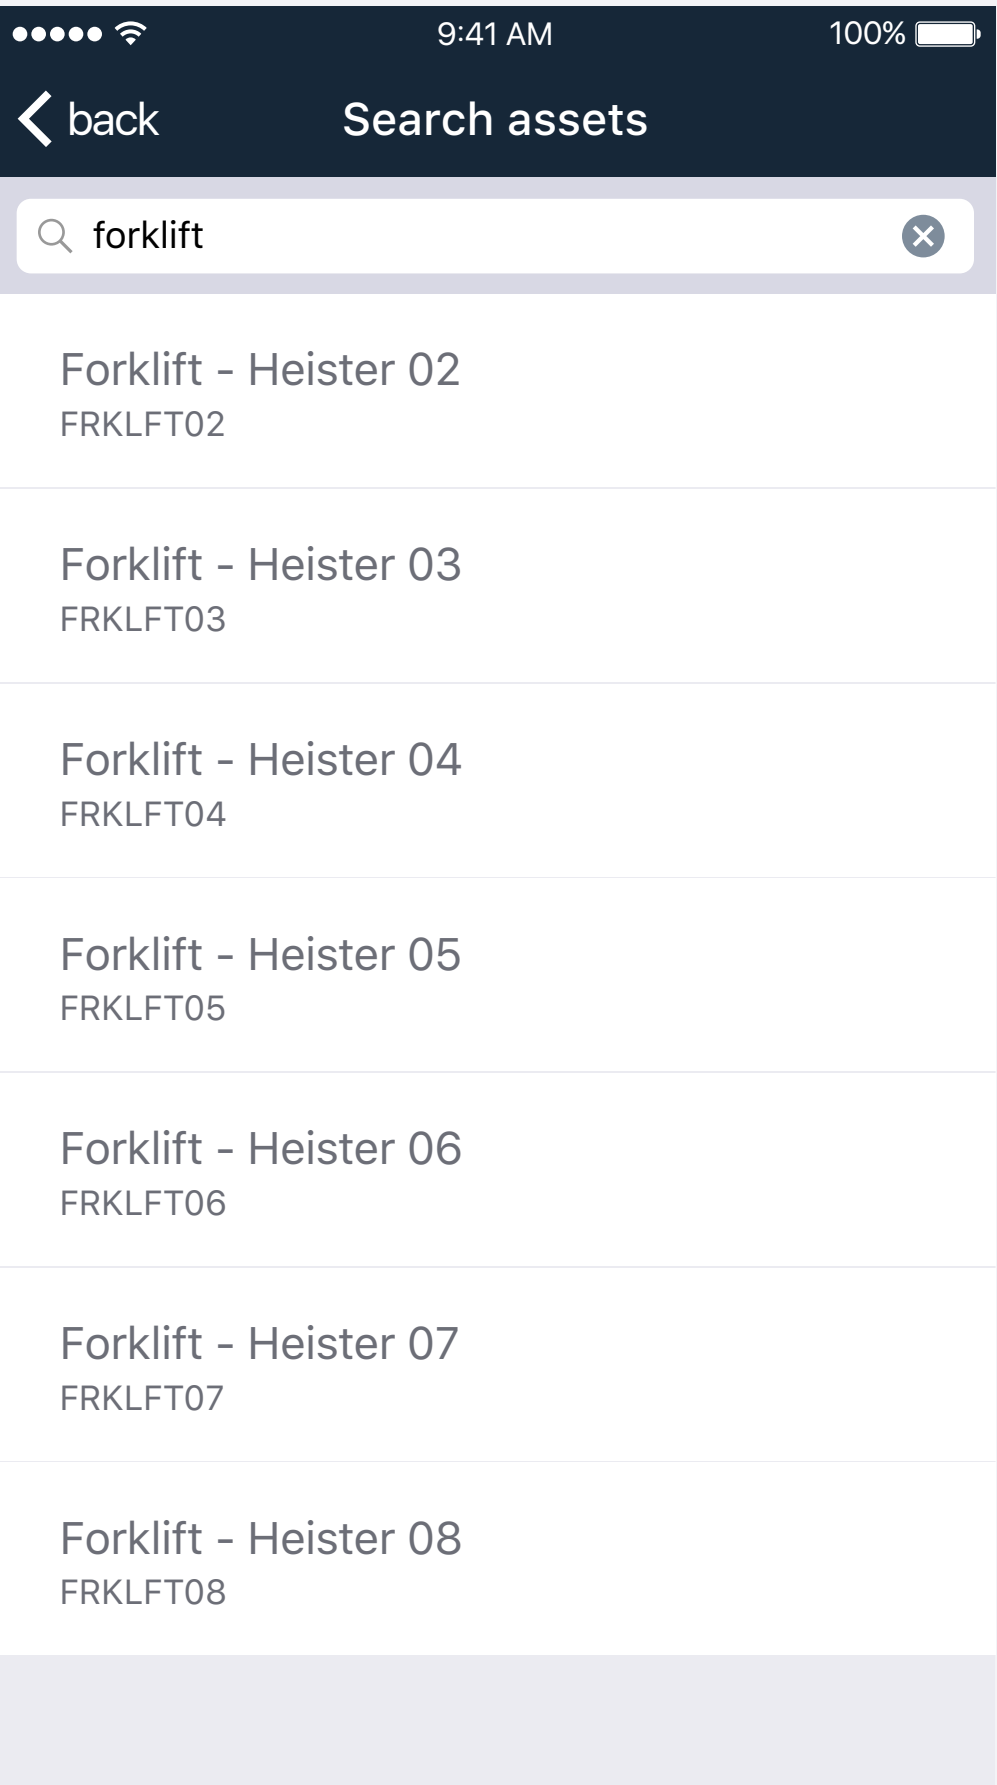 9:41 AM 100%
back Search assets
forklift
Forklift - Heister 02
FRKLFT02
Forklift - Heister 03
FRKLFT03
Forklift - Heister 04
FRKLFT04
Forklift - Heister 05
FRKLFT05
Forklift - Heister 06
FRKLFT06
Forklift - Heister 07
FRKLFT07
Forklift - Heister 08
FRKLFT08